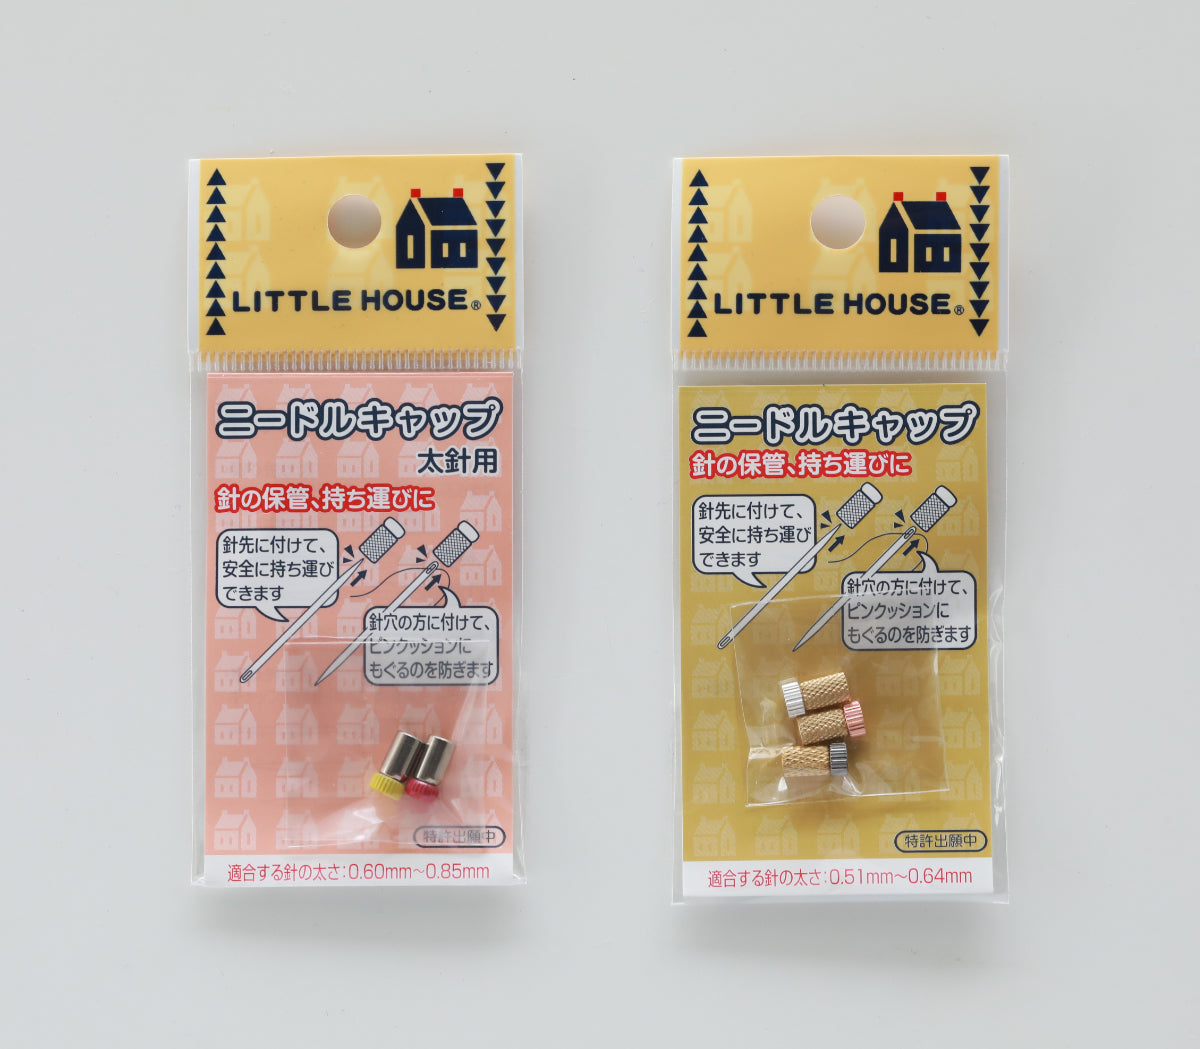 LITTLE HOUSE®
ニードルキャップ
太針用
針の保管、持ち運びに
針先に付けて、
安全に持ち運び
できます
針穴の方に付けて、
ピンクッションに
もぐるのを防ぎます
特許出願中
適合する針の太さ:0.60mm〜0.85mm
LITTLE HOUSE®
ニードルキャップ
針の保管、持ち運びに
針先に付けて、
安全に持ち運び
できます
針穴の方に付けて、
ピンクッションに
もぐるのを防ぎます
特許出願中
適合する針の太さ:0.51mm〜0.64mm